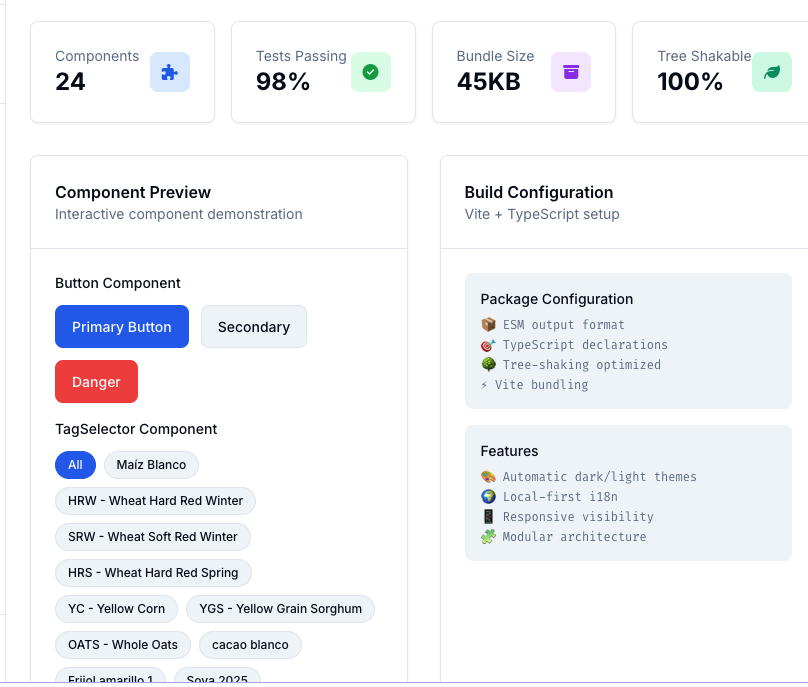 Components
24
Tests Passing
98%
Bundle Size
45KB
Tree Shakable
100%
Component Preview
Interactive component demonstration
Button Component
Primary Button
Secondary
Danger
TagSelector Component
All
Maíz Blanco
HRW - Wheat Hard Red Winter
SRW - Wheat Soft Red Winter
HRS - Wheat Hard Red Spring
YC - Yellow Corn
YGS - Yellow Grain Sorghum
OATS - Whole Oats
cacao blanco
Frijol amarillo 1
Soya 2025
Build Configuration
Vite + TypeScript setup
Package Configuration
📦 ESM output format
🎯 TypeScript declarations
🌳 Tree-shaking optimized
⚡ Vite bundling
Features
🎨 Automatic dark/light themes
🌍 Local-first i18n
📱 Responsive visibility
🧩 Modular architecture